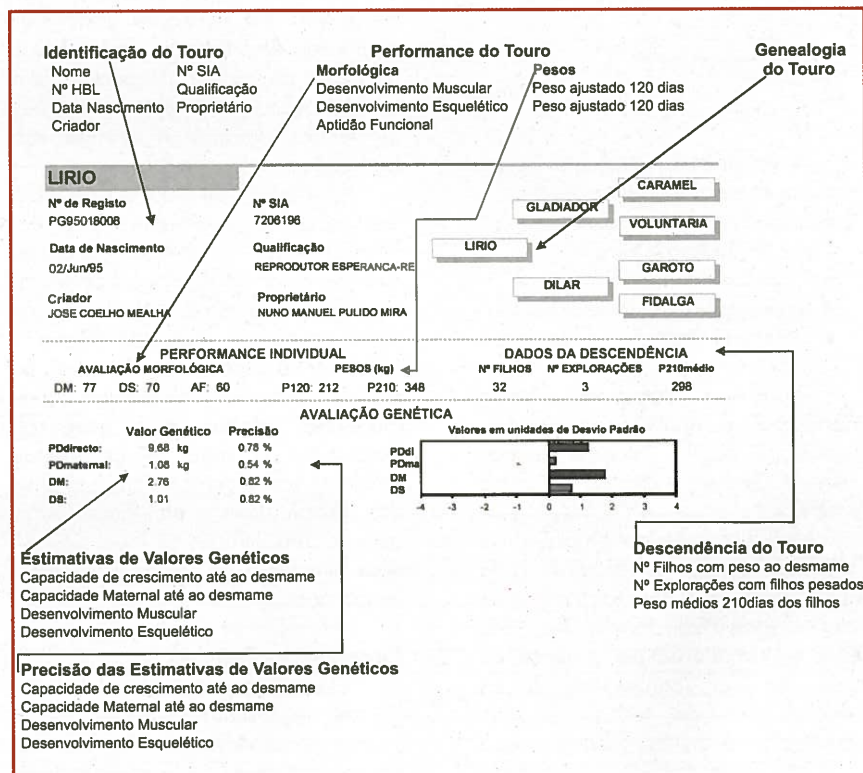 Identificação do Touro
Nome Nº SIA
Nº HBL Qualificação
Data Nascimento Proprietário
Criador
Performance do Touro
Morfológica Pesos
Desenvolvimento Muscular Peso ajustado 120 dias
Desenvolvimento Esquelético Peso ajustado 120 dias
Aptidão Funcional
Genealogia
do Touro
LIRIO
Nº de Registo Nº SIA
PG95018008 7206196
Data de Nascimento Qualificação
02/Jun/95 REPRODUTOR ESPERANCA-RE
Criador Proprietário
JOSE COELHO MEALHA NUNO MANUEL PULIDO MIRA
CARAMEL
GLADIADOR
VOLUNTARIA
LIRIO
GAROTO
DILAR
FIDALGA
PERFORMANCE INDIVIDUAL DADOS DA DESCENDÊNCIA
AVALIAÇÃO MORFOLÓGICA PESOS (kg) Nº FILHOS Nº EXPLORAÇÕES P210médio
DM: 77 DS: 70 AF: 60 P120: 212 P210: 348 32 3 298
AVALIAÇÃO GENÉTICA
Valor Genético Precisão
PDdirecto: 9.68 kg 0.78 %
PDmaternal: 1.08 kg 0.54 %
DM: 2.76 0.82 %
DS: 1.01 0.82 %
Valores em unidades de Desvio Padrão
PDdi
PDma
DM
DS
-4 -3 -2 -1 0 1 2 3 4
Estimativas de Valores Genéticos
Capacidade de crescimento até ao desmame
Capacidade Maternal até ao desmame
Desenvolvimento Muscular
Desenvolvimento Esquelético
Descendência do Touro
Nº Filhos com peso ao desmame
Nº Explorações com filhos pesados
Peso médios 210dias dos filhos
Precisão das Estimativas de Valores Genéticos
Capacidade de crescimento até ao desmame
Capacidade Maternal até ao desmame
Desenvolvimento Muscular
Desenvolvimento Esquelético